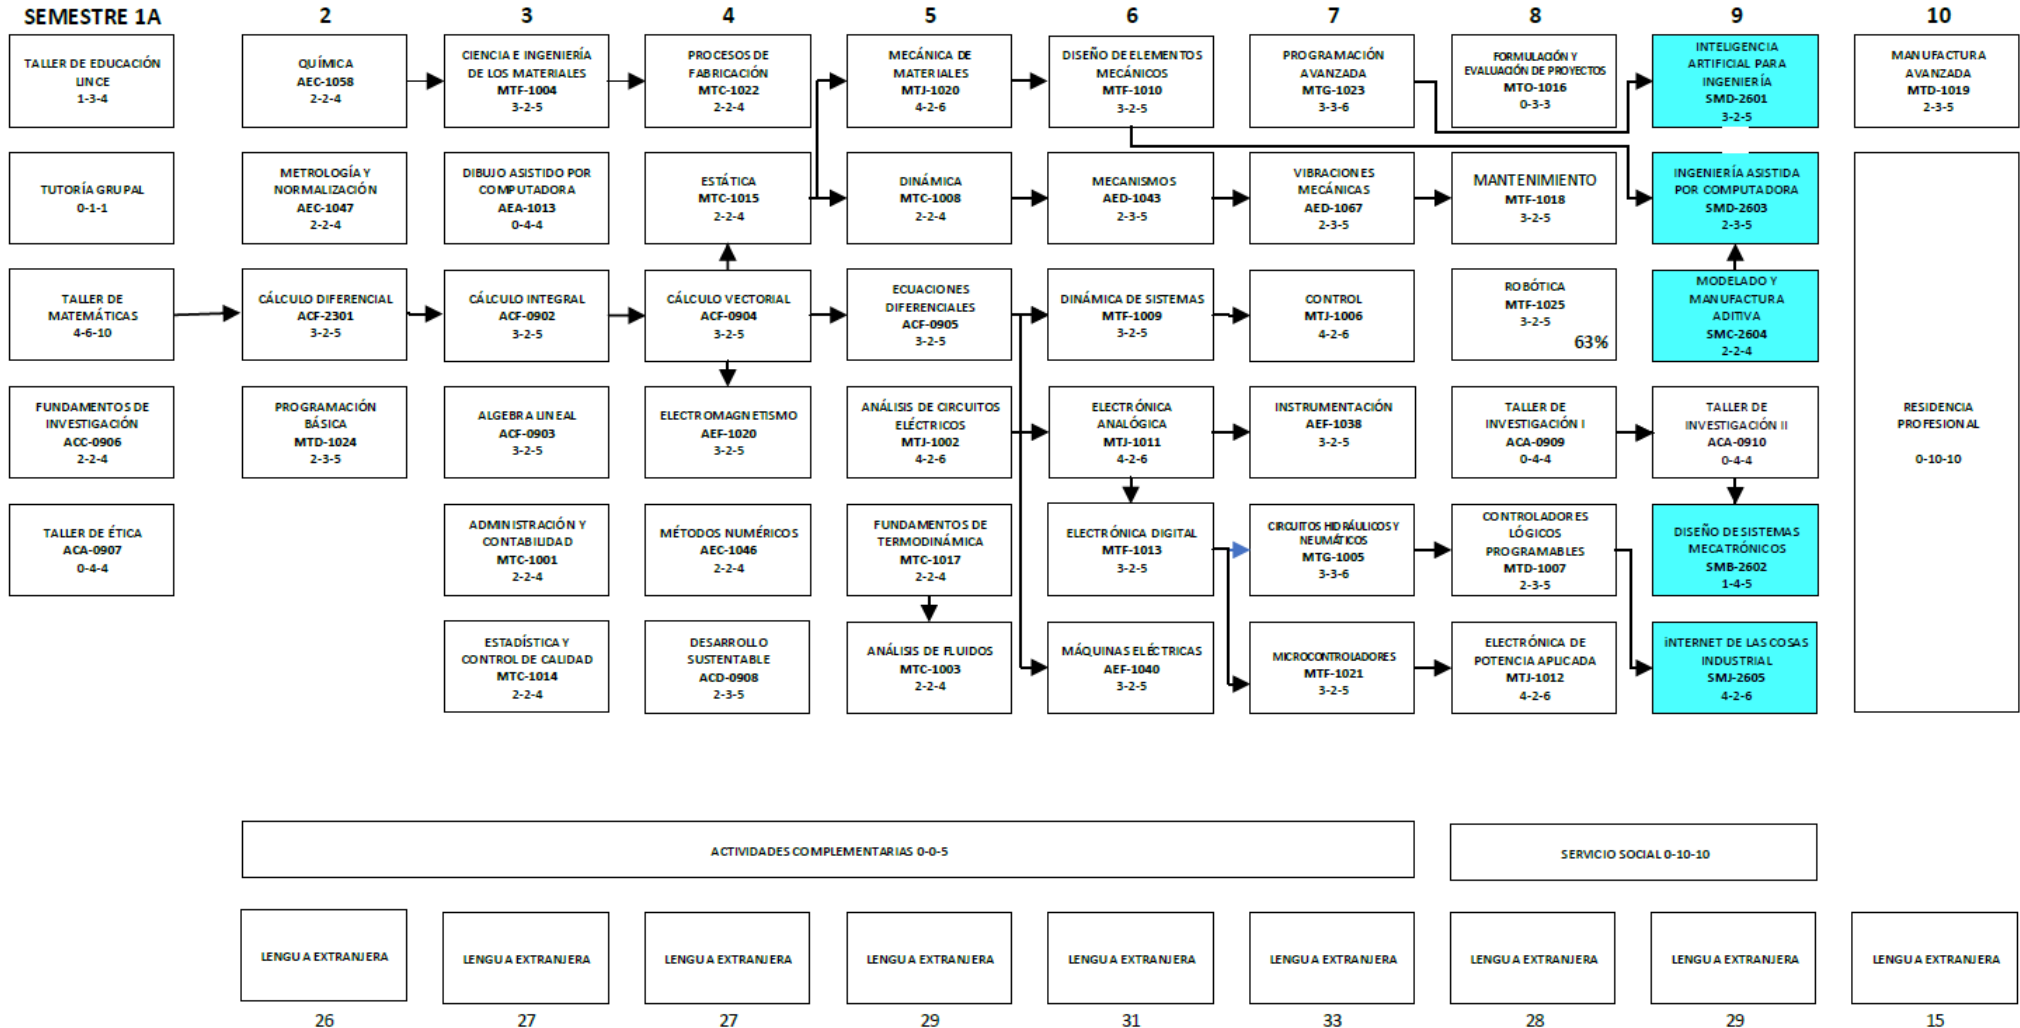 SEMESTRE 1A
2
3
4
5
6
7
8
9
10
TALLER DE EDUCACIÓN
LINCE
1-3-4
QUÍMICA
AEC-1058
2-2-4
CIENCIA E INGENIERÍA
DE LOS MATERIALES
MTF-1004
3-2-5
PROCESOS DE
FABRICACIÓN
MTC-1022
2-2-4
MECÁNICA DE
MATERIALES
MTJ-1020
4-2-6
DISEÑO DE ELEMENTOS
MECÁNICOS
MTF-1010
3-2-5
PROGRAMACIÓN
AVANZADA
MTG-1023
3-3-6
FORMULACIÓN Y
EVALUACIÓN DE PROYECTOS
MTO-1016
0-3-3
INTELIGENCIA
ARTIFICIAL PARA
INGENIERÍA
SMD-2601
3-2-5
MANUFACTURA
AVANZADA
MTD-1019
2-3-5
TUTORÍA GRUPAL
0-1-1
METROLOGÍA Y
NORMALIZACIÓN
AEC-1047
2-2-4
DIBUJO ASISTIDO POR
COMPUTADORA
AEA-1013
0-4-4
ESTÁTICA
MTC-1015
2-2-4
DINÁMICA
MTC-1008
2-2-4
MECANISMOS
AED-1043
2-3-5
VIBRACIONES
MECÁNICAS
AED-1067
2-3-5
MANTENIMIENTO
MTF-1018
3-2-5
INGENIERÍA ASISTIDA
POR COMPUTADORA
SMD-2603
2-3-5
TALLER DE
MATEMÁTICAS
4-6-10
CÁLCULO DIFERENCIAL
ACF-2301
3-2-5
CÁLCULO INTEGRAL
ACF-0902
3-2-5
CÁLCULO VECTORIAL
ACF-0904
3-2-5
ECUACIONES
DIFERENCIALES
ACF-0905
3-2-5
DINÁMICA DE SISTEMAS
MTF-1009
3-2-5
CONTROL
MTJ-1006
4-2-6
ROBÓTICA
MTF-1025
3-2-5
63%
MODELADO Y
MANUFACTURA
ADITIVA
SMC-2604
2-2-4
FUNDAMENTOS DE
INVESTIGACIÓN
ACC-0906
2-2-4
PROGRAMACIÓN
BÁSICA
MTD-1024
2-3-5
ALGEBRA LINEAL
ACF-0903
3-2-5
ELECTROMAGNETISMO
AEF-1020
3-2-5
ANÁLISIS DE CIRCUITOS
ELÉCTRICOS
MTJ-1002
4-2-6
ELECTRÓNICA
ANALÓGICA
MTJ-1011
4-2-6
INSTRUMENTACIÓN
AEF-1038
3-2-5
TALLER DE
INVESTIGACIÓN I
ACA-0909
0-4-4
TALLER DE
INVESTIGACIÓN II
ACA-0910
0-4-4
RESIDENCIA
PROFESIONAL
0-10-10
TALLER DE ÉTICA
ACA-0907
0-4-4
ADMINISTRACIÓN Y
CONTABILIDAD
MTC-1001
2-2-4
MÉTODOS NUMÉRICOS
AEC-1046
2-2-4
FUNDAMENTOS DE
TERMODINÁMICA
MTC-1017
2-2-4
ELECTRÓNICA DIGITAL
MTF-1013
3-2-5
CIRCUITOS HIDRÁULICOS Y
NEUMÁTICOS
MTG-1005
3-3-6
CONTROLADORES
LÓGICOS
PROGRAMABLES
MTD-1007
2-3-5
DISEÑO DE SISTEMAS
MECATRÓNICOS
SMB-2602
1-4-5
ESTADÍSTICA Y
CONTROL DE CALIDAD
MTC-1014
2-2-4
DESARROLLO
SUSTENTABLE
ACD-0908
2-3-5
ANÁLISIS DE FLUIDOS
MTC-1003
2-2-4
MÁQUINAS ELÉCTRICAS
AEF-1040
3-2-5
MICROCONTROLADORES
MTF-1021
3-2-5
ELECTRÓNICA DE
POTENCIA APLICADA
MTJ-1012
4-2-6
iNTERNET DE LAS COSAS
INDUSTRIAL
SMJ-2605
4-2-6
ACTIVIDADES COMPLEMENTARIAS 0-0-5
SERVICIO SOCIAL 0-10-10
LENGUA EXTRANJERA
LENGUA EXTRANJERA
LENGUA EXTRANJERA
LENGUA EXTRANJERA
LENGUA EXTRANJERA
LENGUA EXTRANJERA
LENGUA EXTRANJERA
LENGUA EXTRANJERA
LENGUA EXTRANJERA
26
27
27
29
31
33
28
29
15